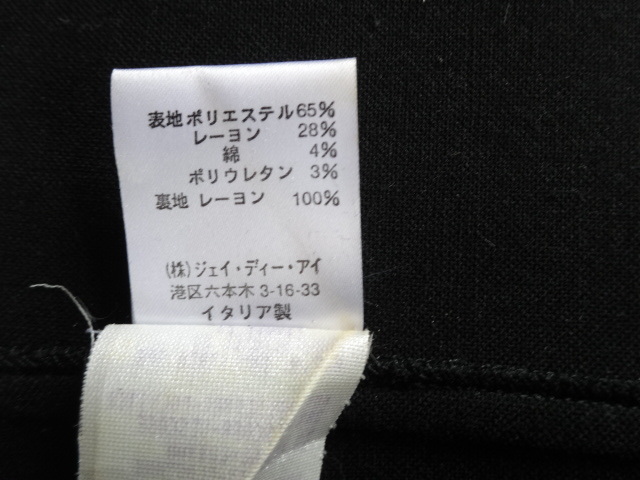 表地 ポリエステル 65%
レーヨン 28%
綿 4%
ポリウレタン 3%
裏地 レーヨン 100%
(株)ジェイ・ディー・アイ
港区六本木 3-16-33
イタリア製